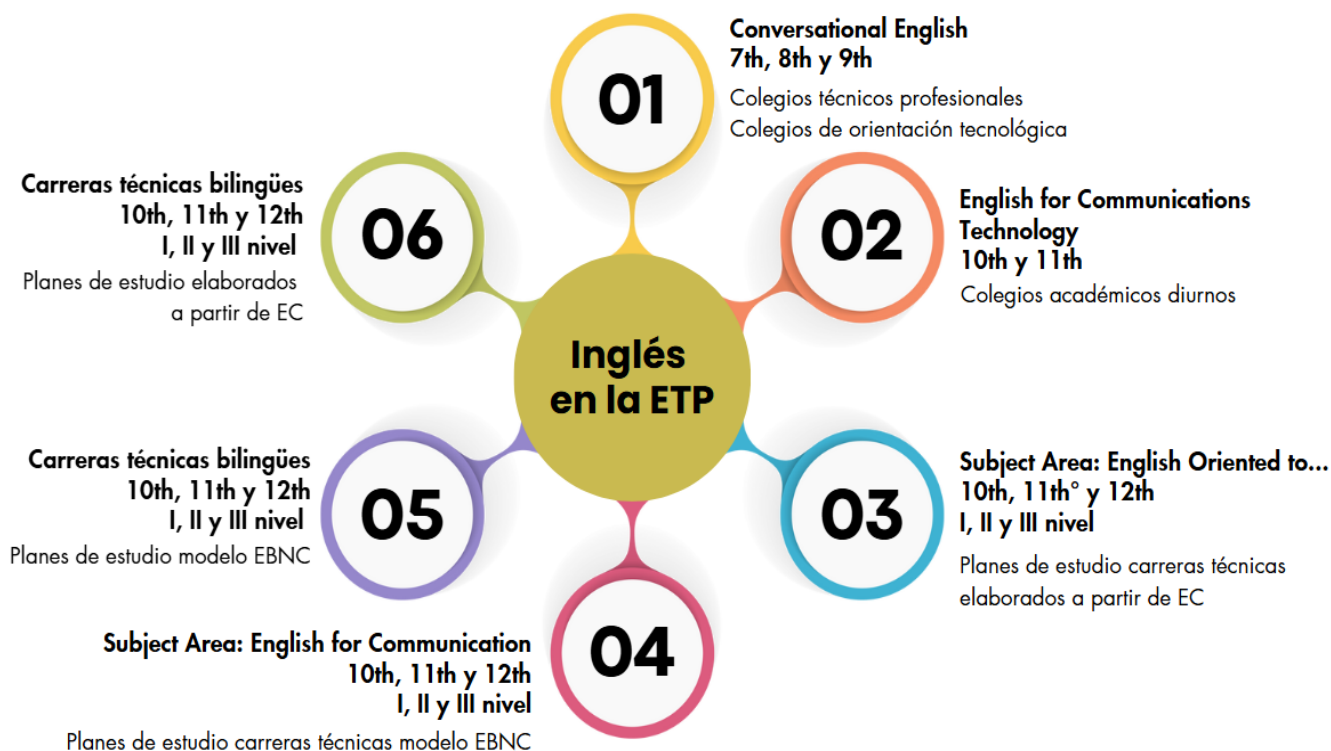 Inglés
en la ETP
01
Conversational English
7th, 8th y 9th
Colegios técnicos profesionales
Colegios de orientación tecnológica
02
English for Communications
Technology
10th y 11th
Colegios académicos diurnos
03
Subject Area: English Oriented to...
10th, 11th° y 12th
I, II y III nivel
Planes de estudio carreras técnicas
elaborados a partir de EC
04
Subject Area: English for Communication
10th, 11th y 12th
I, II y III nivel
Planes de estudio carreras técnicas modelo EBNC
05
Carreras técnicas bilingües
10th, 11th y 12th
I, II y III nivel
Planes de estudio modelo EBNC
06
Carreras técnicas bilingües
10th, 11th y 12th
I, II y III nivel
Planes de estudio elaborados
a partir de EC